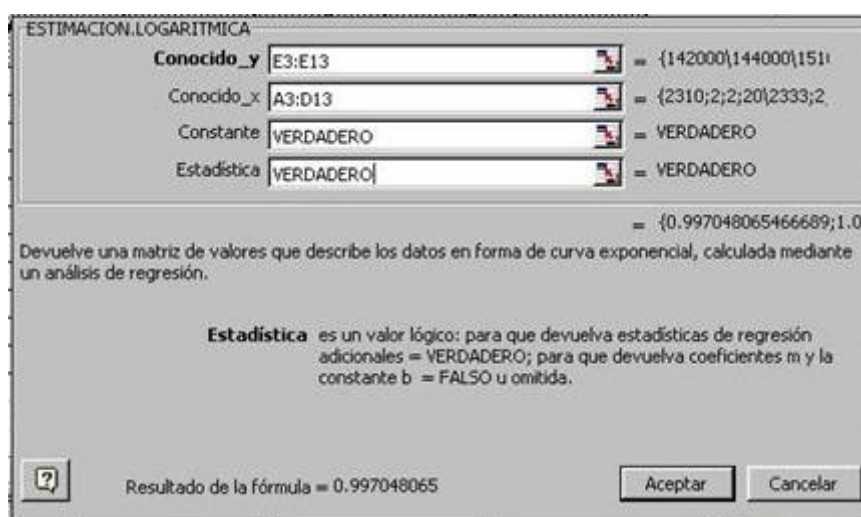 ESTIMACION.LOGARITMICA
Conocido_y E3:E13 = {142000\144000\151
Conocido_x A3:D13 = {2310;2;2;20\2333;2
Constante VERDADERO = VERDADERO
Estadística VERDADERO = VERDADERO
= {0.997048065466689;1.0
Devuelve una matriz de valores que describe los datos en forma de curva exponencial, calculada mediante
un análisis de regresión.
Estadística es un valor lógico: para que devuelva estadísticas de regresión
adicionales = VERDADERO; para que devuelva coeficientes m y la
constante b = FALSO u omitida.
? Resultado de la fórmula = 0.997048065 Aceptar Cancelar